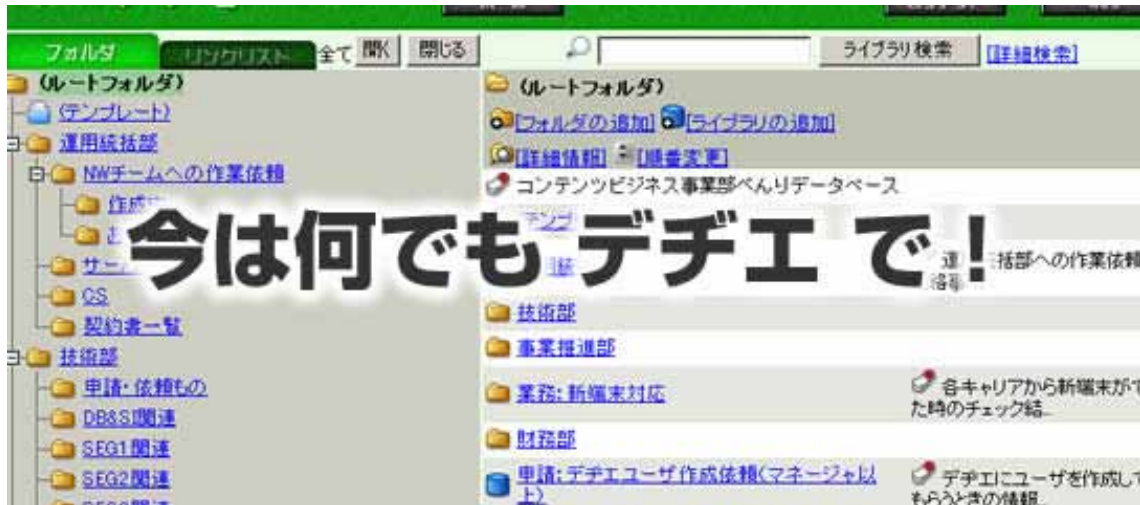 フォルダ
リンクリスト
全て 開く 閉じる
ライブラリ検索 [詳細検索]
(ルートフォルダ)
(テンプレート)
運用統括部
NWチームへの作業依頼
CS
契約書一覧
技術部
申請・依頼もの
DB&SI関連
SEG1関連
SEG2関連
(ルートフォルダ)
[フォルダの追加] [ライブラリの追加]
[詳細情報] [順番変更]
コンテンツビジネス事業部べんりデータベース
今は何でも デヂエ で!
括部への作業依頼
技術部
事業推進部
業務:新端末対応
各キャリアから新端末がで
た時のチェック結...
財務部
申請:デヂエユーザ作成依頼(マネージャ以
上)
デヂエにユーザを作成して
もらうときの情報...